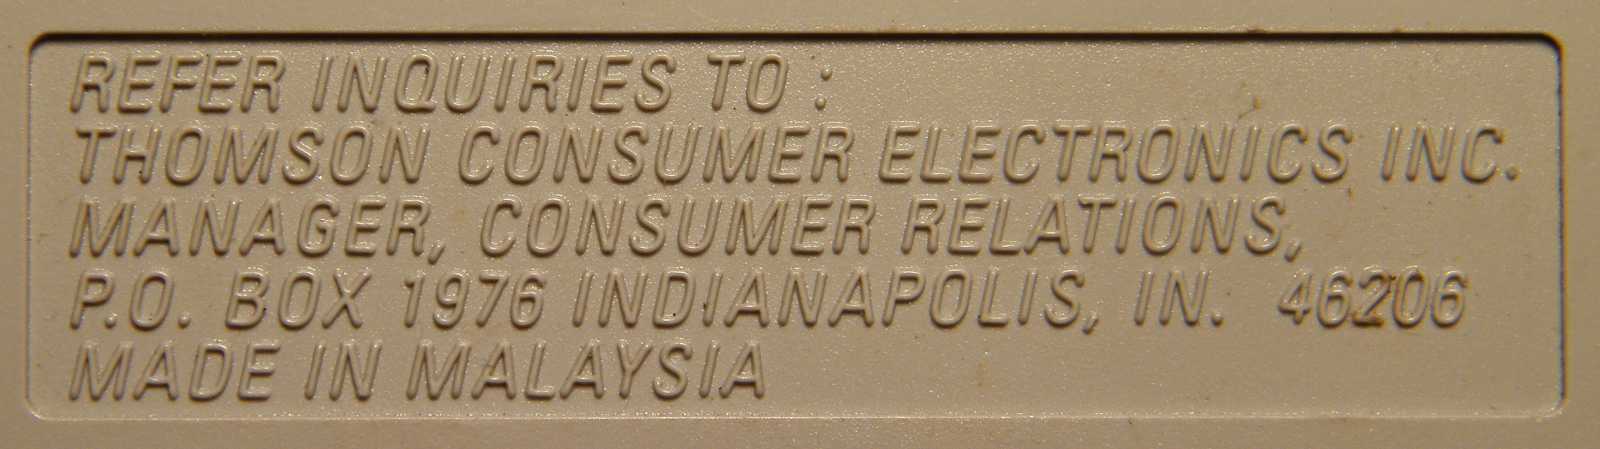 REFER INQUIRIES TO :
THOMSON CONSUMER ELECTRONICS INC.
MANAGER, CONSUMER RELATIONS,
P.O. BOX 1976 INDIANAPOLIS, IN. 46206
MADE IN MALAYSIA